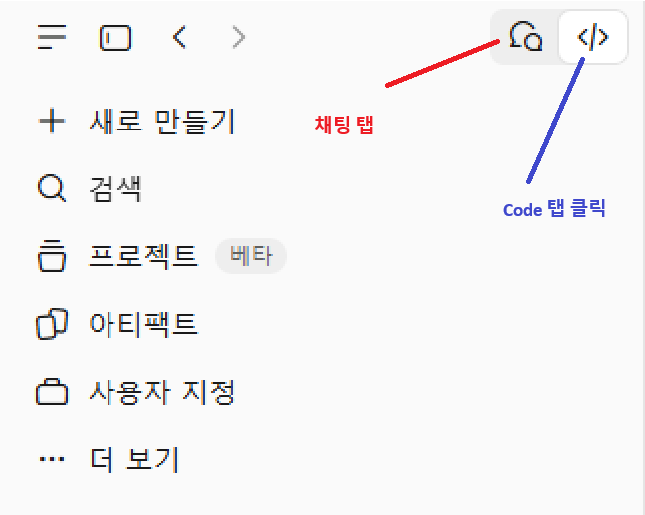 채팅 탭
Code 탭 클릭
새로 만들기
검색
프로젝트 베타
아티팩트
사용자 지정
더 보기